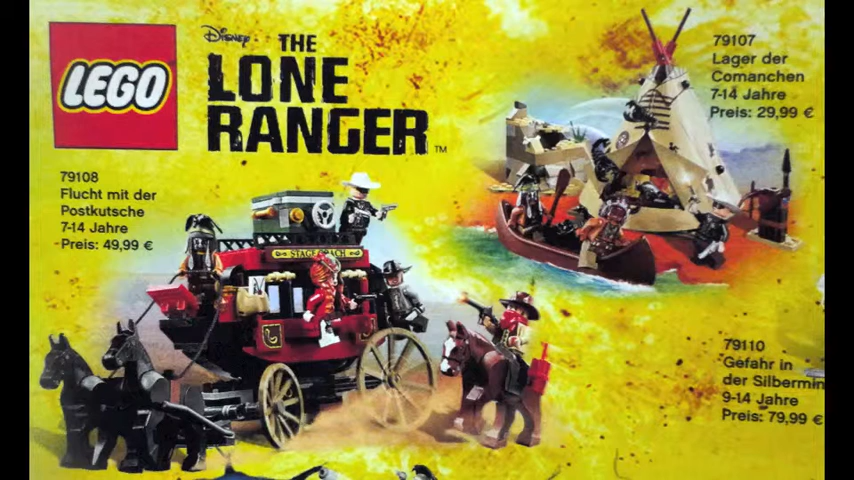 LEGO
Disney THE
LONE
RANGER™
79107
Lager der
Comanchen
7-14 Jahre
Preis: 29,99 €
79108
Flucht mit der
Postkutsche
7-14 Jahre
Preis: 49,99 €
STAGECOACH
79110
Gefahr in
der Silbermin
9-14 Jahre
Preis: 79,99 €